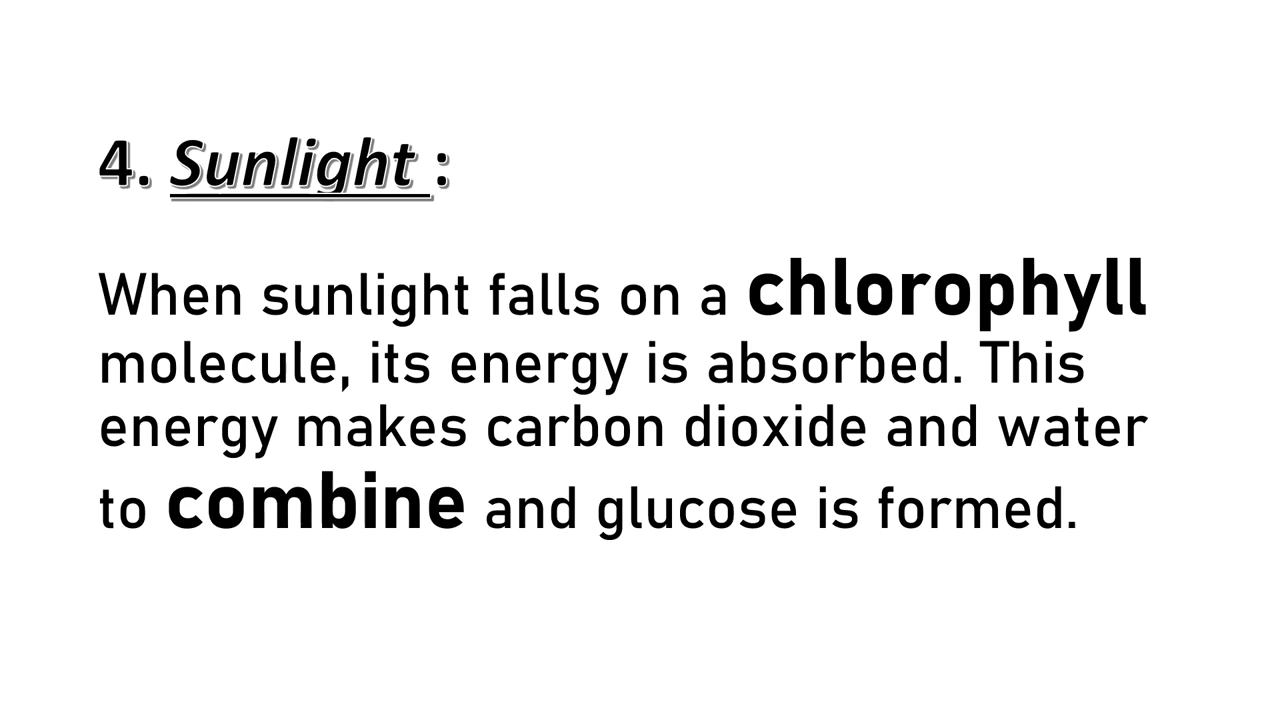 4. Sunlight :
When sunlight falls on a chlorophyll
molecule, its energy is absorbed. This
energy makes carbon dioxide and water
to combine and glucose is formed.